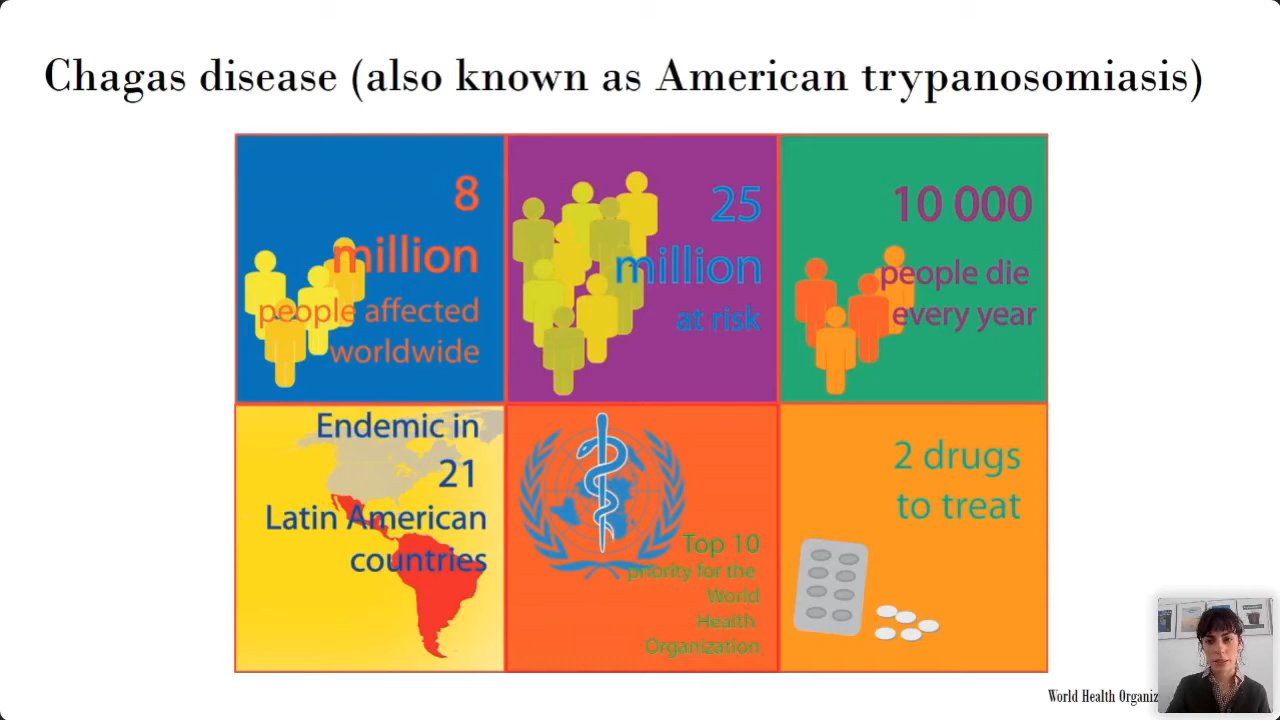 Chagas disease (also known as American trypanosomiasis)
8
million
people affected
worldwide
25
million
at risk
10 000
people die
every year
Endemic in
21
Latin American
countries
Top 10
priority for the
World
Health
Organization
2 drugs
to treat
World Health